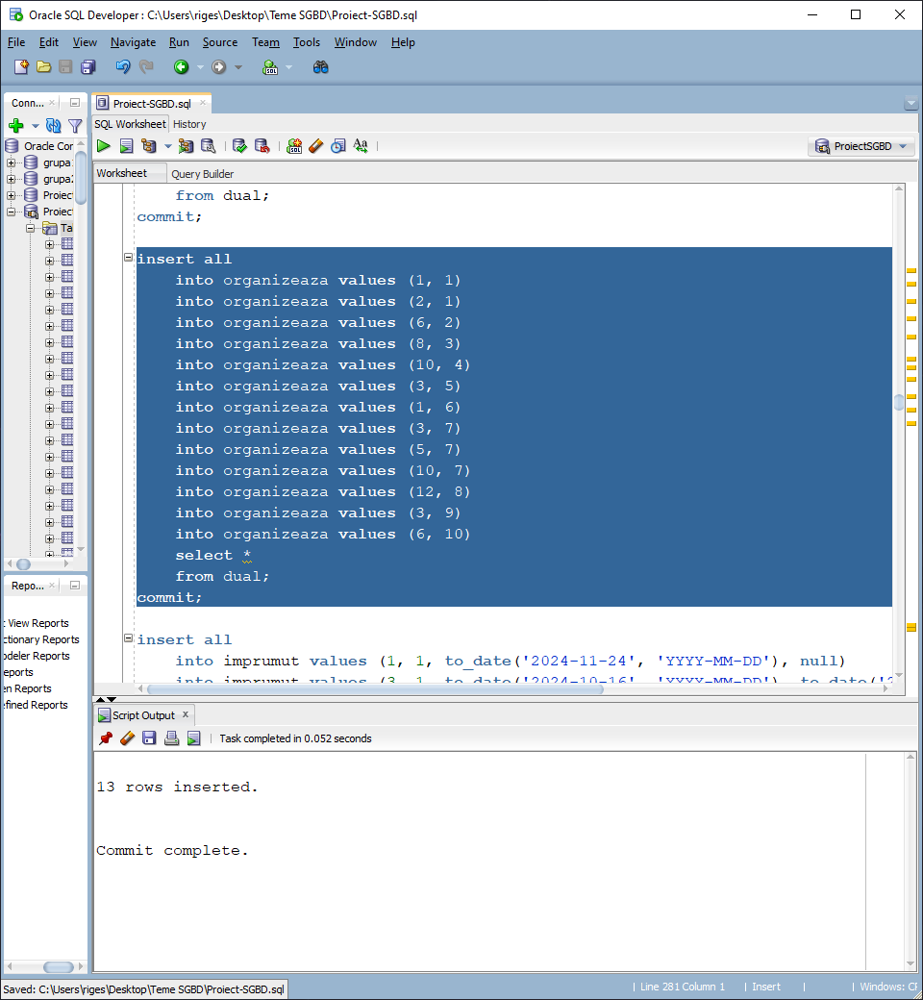 Oracle SQL Developer : C:\Users\riges\Desktop\Teme SGBD\Proiect-SGBD.sql
File Edit View Navigate Run Source Team Tools Window Help
Conn...
Proiect-SGBD.sql
SQL Worksheet History
Oracle Cor
grupa
grupa2
Proiec
Proiec
Ta
ProiectSGBD
Worksheet Query Builder
from dual;
commit;
insert all
into organizeaza values (1, 1)
into organizeaza values (2, 1)
into organizeaza values (6, 2)
into organizeaza values (8, 3)
into organizeaza values (10, 4)
into organizeaza values (3, 5)
into organizeaza values (1, 6)
into organizeaza values (3, 7)
into organizeaza values (5, 7)
into organizeaza values (10, 7)
into organizeaza values (12, 8)
into organizeaza values (3, 9)
into organizeaza values (6, 10)
select *
from dual;
commit;
insert all
into imprumut values (1, 1, to_date('2024-11-24', 'YYYY-MM-DD'), null)
into imprumut values (3, 1, to_date('2024-10-16', 'YYYY-MM-DD'), to_date('2
Repo...
View Reports
ctionary Reports
odeler Reports
eports
en Reports
efined Reports
Script Output x
Task completed in 0.052 seconds
13 rows inserted.
Commit complete.
Saved: C:\Users\riges\Desktop\Teme SGBD\Proiect-SGBD.sql
Line 281 Column 1 Insert Windows: CF